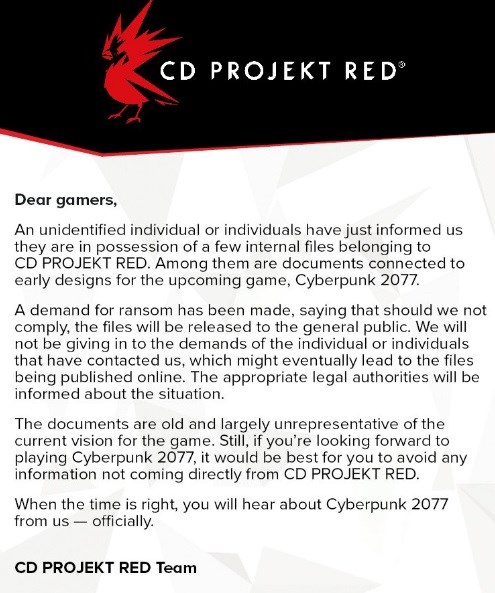 CD PROJEKT RED®
Dear gamers,
An unidentified individual or individuals have just informed us
they are in possession of a few internal files belonging to
CD PROJEKT RED. Among them are documents connected to
early designs for the upcoming game, Cyberpunk 2077.
A demand for ransom has been made, saying that should we not
comply, the files will be released to the general public. We will
not be giving in to the demands of the individual or individuals
that have contacted us, which might eventually lead to the files
being published online. The appropriate legal authorities will be
informed about the situation.
The documents are old and largely unrepresentative of the
current vision for the game. Still, if you’re looking forward to
playing Cyberpunk 2077, it would be best for you to avoid any
information not coming directly from CD PROJEKT RED.
When the time is right, you will hear about Cyberpunk 2077
from us — officially.
CD PROJEKT RED Team